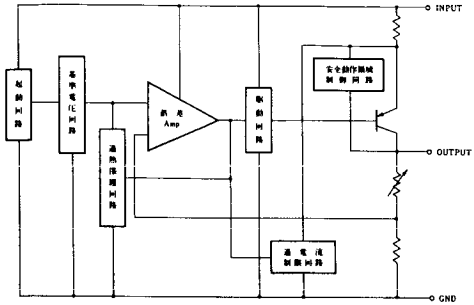 INPUT
安全動作領域
制御回路
起動回路
基準電圧回路
誤差
Amp
駆動回路
過熱保護回路
OUTPUT
過電流
制限回路
GND